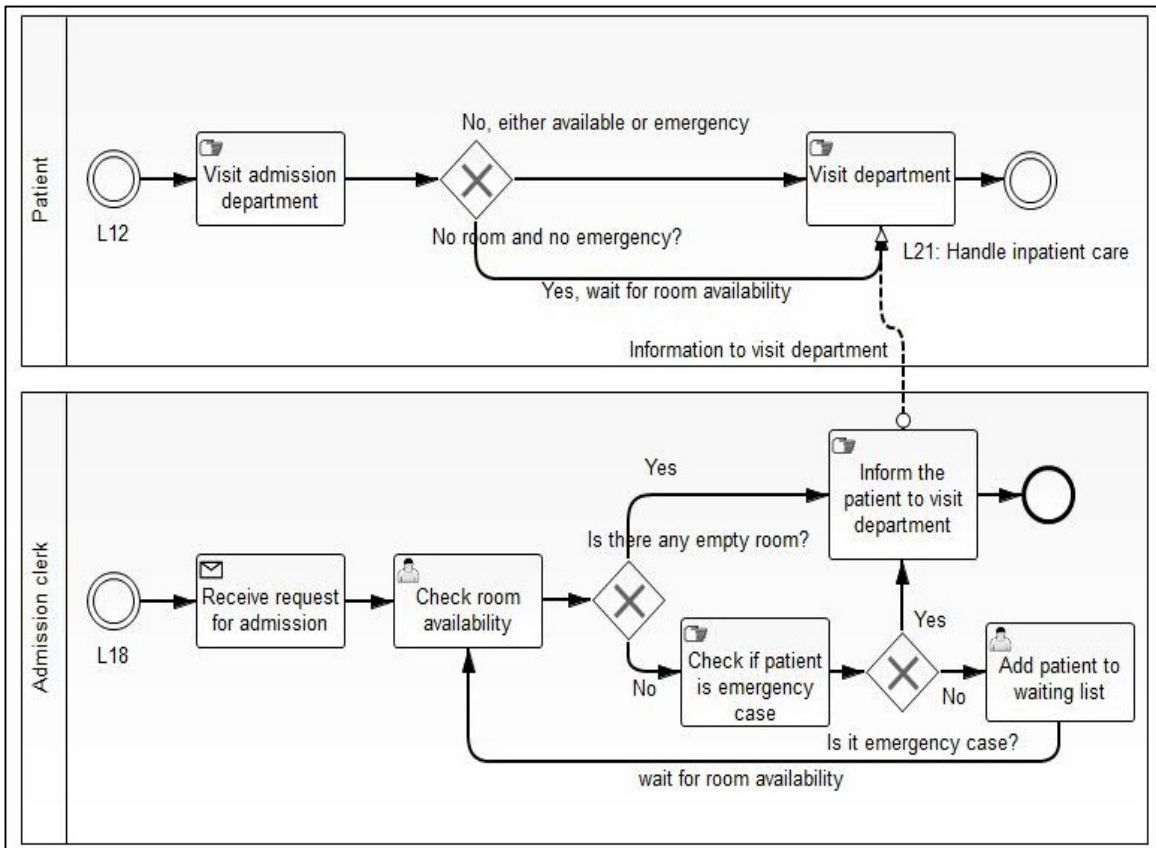 Patient
No, either available or emergency
Visit admission
department
Visit department
L12
No room and no emergency?
L21: Handle inpatient care
Yes, wait for room availability
Information to visit department
Admission clerk
Yes
Inform the
patient to visit
department
Is there any empty room?
Receive request
for admission
Check room
availability
L18
Yes
No
Check if patient
is emergency
case
No
Add patient to
waiting list
Is it emergency case?
wait for room availability